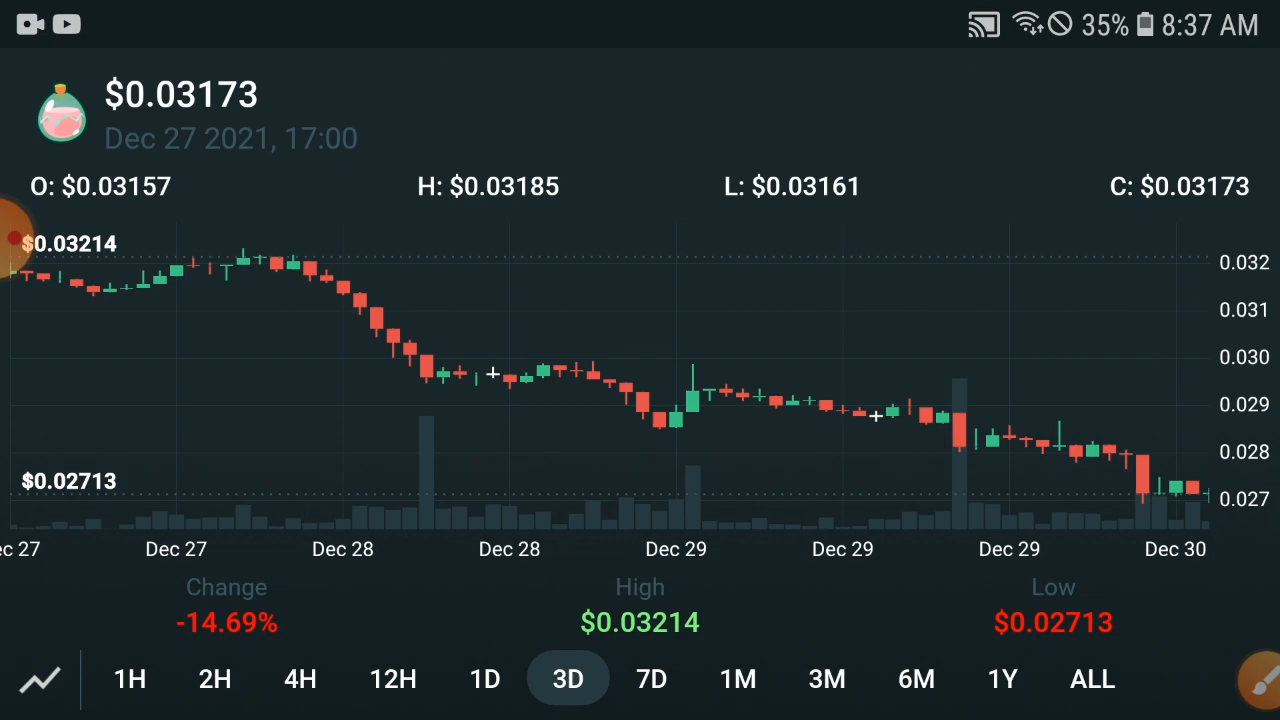 35% 8:37 AM
$0.03173
Dec 27 2021, 17:00
O: $0.03157 H: $0.03185 L: $0.03161 C: $0.03173
$0.03214
0.032
0.031
0.030
0.029
0.028
$0.02713
0.027
ec 27 Dec 27 Dec 28 Dec 28 Dec 29 Dec 29 Dec 29 Dec 30
Change High Low
-14.69% $0.03214 $0.02713
1H 2H 4H 12H 1D 3D 7D 1M 3M 6M 1Y ALL